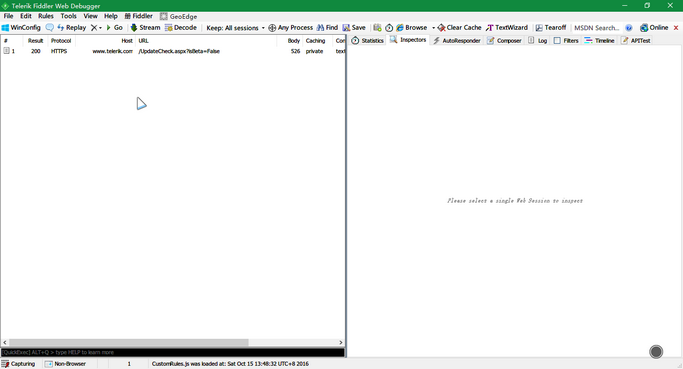 Telerik Fiddler Web Debugger
File Edit Rules Tools View Help Fiddler GeoEdge
WinConfig Replay Go Stream Decode Keep: All sessions Any Process Find Save Browse Clear Cache TextWizard Tearoff MSDN Search... Online
# Result Protocol Host URL Body Caching Con
1 200 HTTPS www.telerik.com /UpdateCheck.aspx?isBeta=False 526 private text
Statistics Inspectors AutoResponder Composer Log Filters Timeline APITest
Please select a single Web Session to inspect
[QuickExec] ALT+Q > type HELP to learn more
Capturing Non-Browser 1 CustomRules.js was loaded at: Sat Oct 15 13:48:32 UTC+8 2016